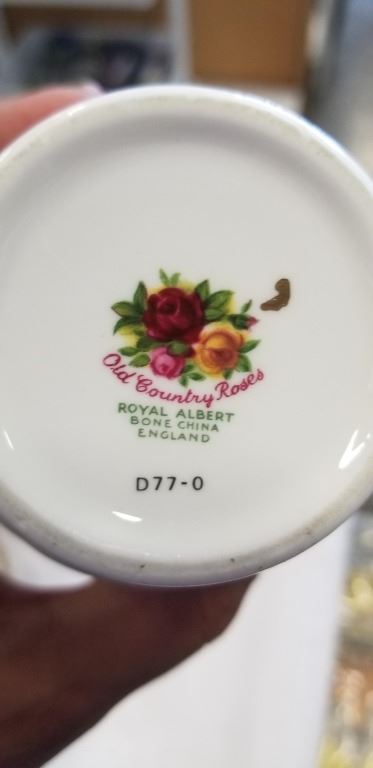 Old Country Roses
ROYAL ALBERT
BONE CHINA
ENGLAND
D77-0